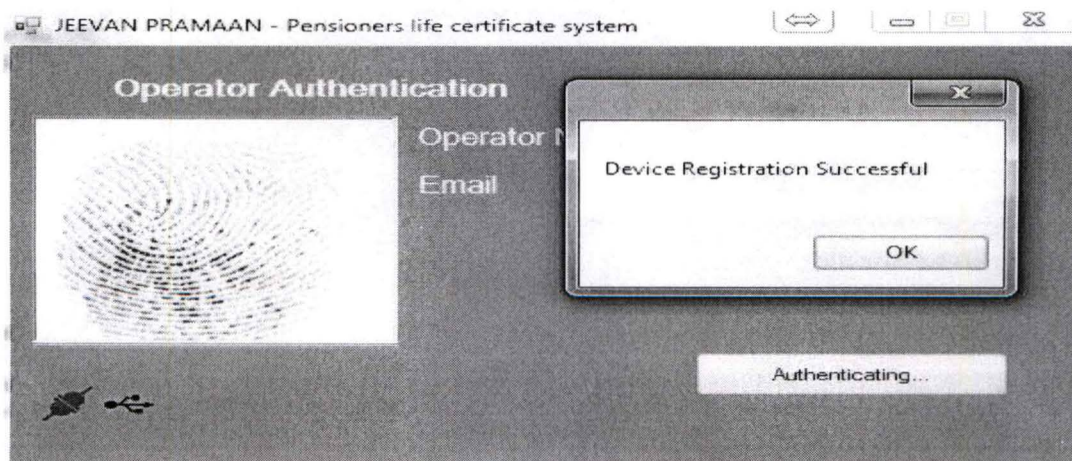 JEEVAN PRAMAAN - Pensioners life certificate system
Operator Authentication
Operator
Email
Device Registration Successful
OK
Authenticating...